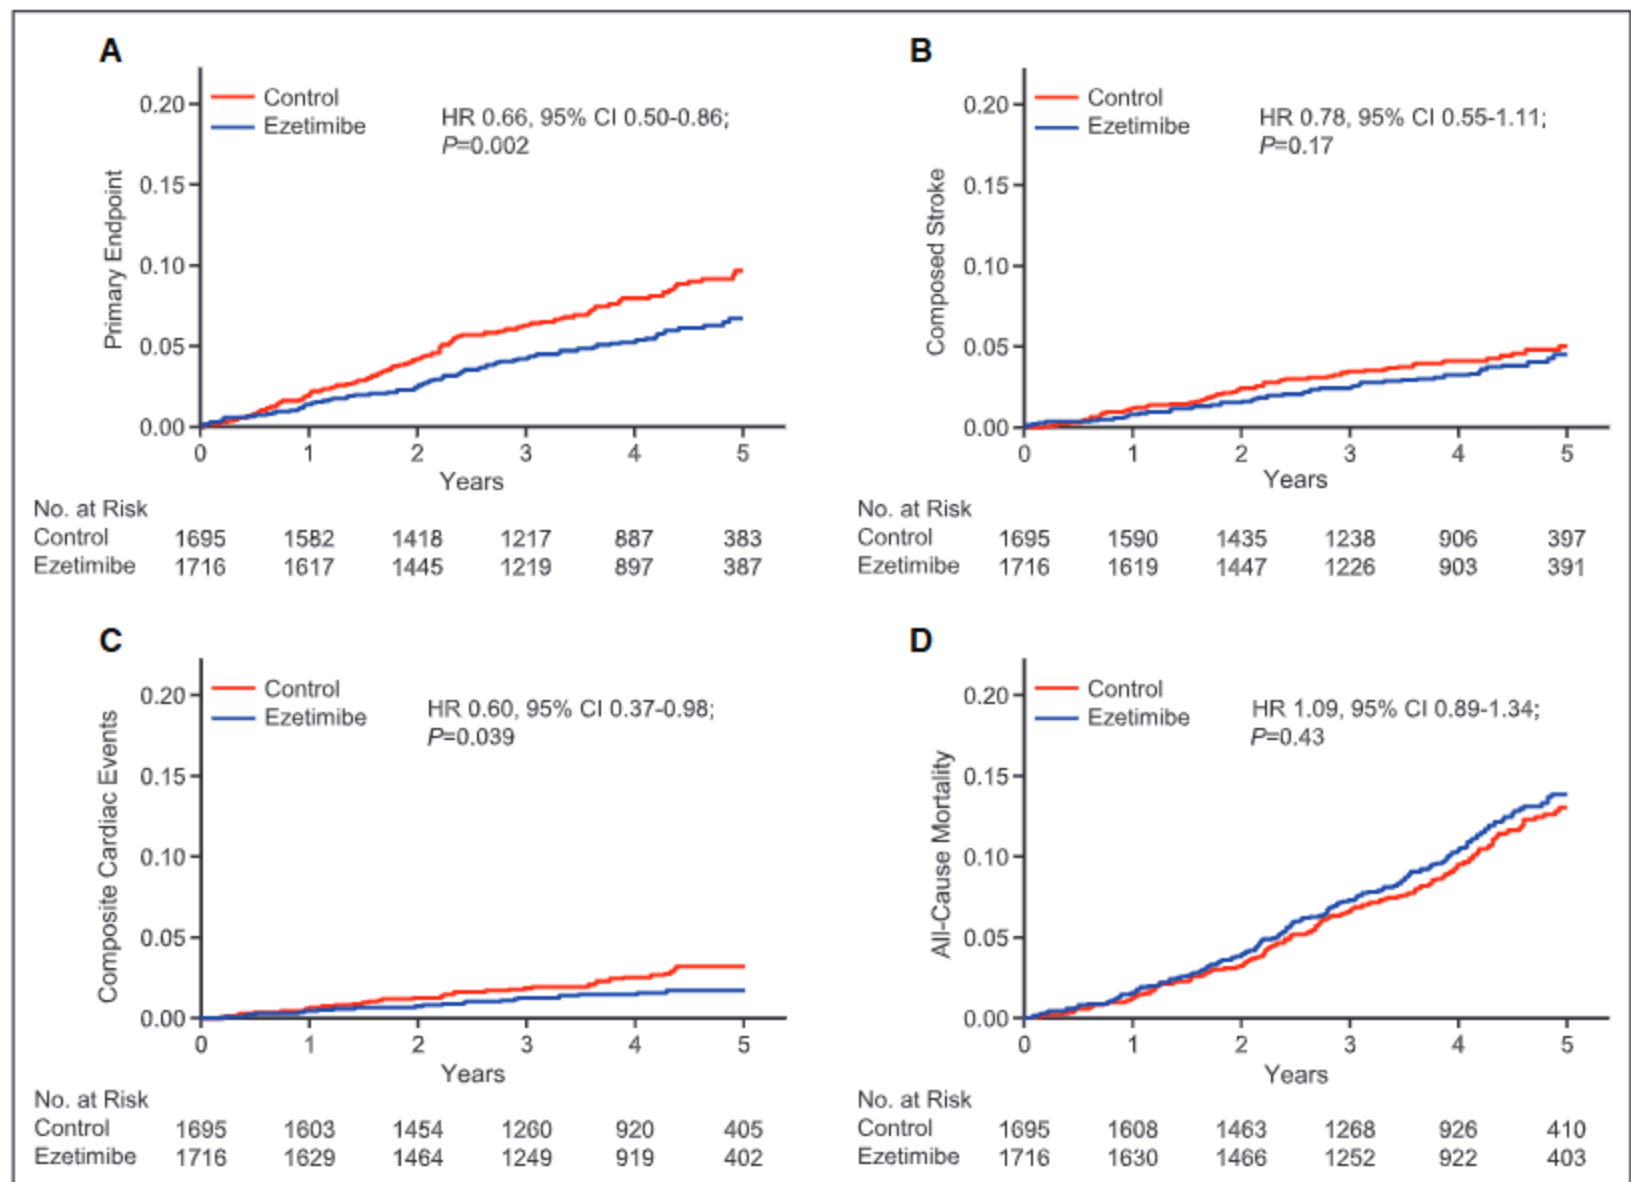 A
Control
Ezetimibe
HR 0.66, 95% CI 0.50-0.86;
P=0.002
Primary Endpoint
0.20
0.15
0.10
0.05
0.00
0 1 2 3 4 5
Years
No. at Risk
Control 1695 1582 1418 1217 887 383
Ezetimibe 1716 1617 1445 1219 897 387
B
Control
Ezetimibe
HR 0.78, 95% CI 0.55-1.11;
P=0.17
Composed Stroke
0.20
0.15
0.10
0.05
0.00
0 1 2 3 4 5
Years
No. at Risk
Control 1695 1590 1435 1238 906 397
Ezetimibe 1716 1619 1447 1226 903 391
C
Control
Ezetimibe
HR 0.60, 95% CI 0.37-0.98;
P=0.039
Composite Cardiac Events
0.20
0.15
0.10
0.05
0.00
0 1 2 3 4 5
Years
No. at Risk
Control 1695 1603 1454 1260 920 405
Ezetimibe 1716 1629 1464 1249 919 402
D
Control
Ezetimibe
HR 1.09, 95% CI 0.89-1.34;
P=0.43
All-Cause Mortality
0.20
0.15
0.10
0.05
0.00
0 1 2 3 4 5
Years
No. at Risk
Control 1695 1608 1463 1268 926 410
Ezetimibe 1716 1630 1466 1252 922 403